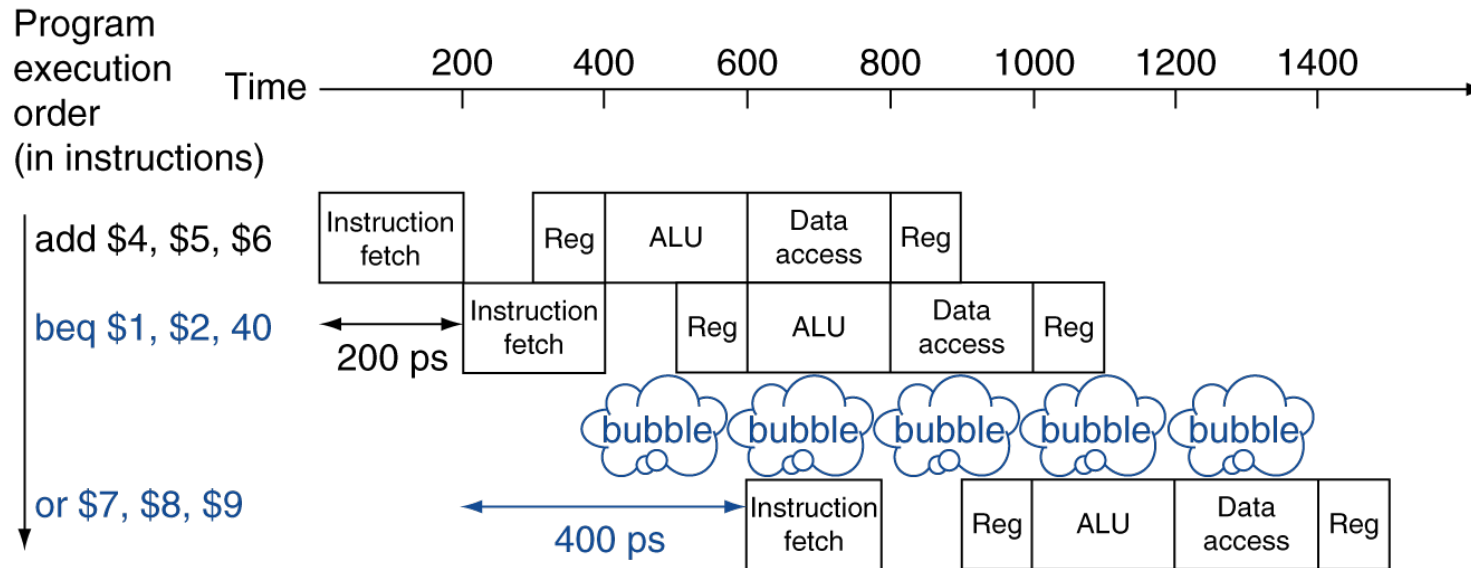 Program
execution
order
(in instructions)
Time
200 400 600 800 1000 1200 1400
add $4, $5, $6
Instruction
fetch
Reg
ALU
Data
access
Reg
beq $1, $2, 40
200 ps
Instruction
fetch
Reg
ALU
Data
access
Reg
bubble bubble bubble bubble bubble
or $7, $8, $9
400 ps
Instruction
fetch
Reg
ALU
Data
access
Reg